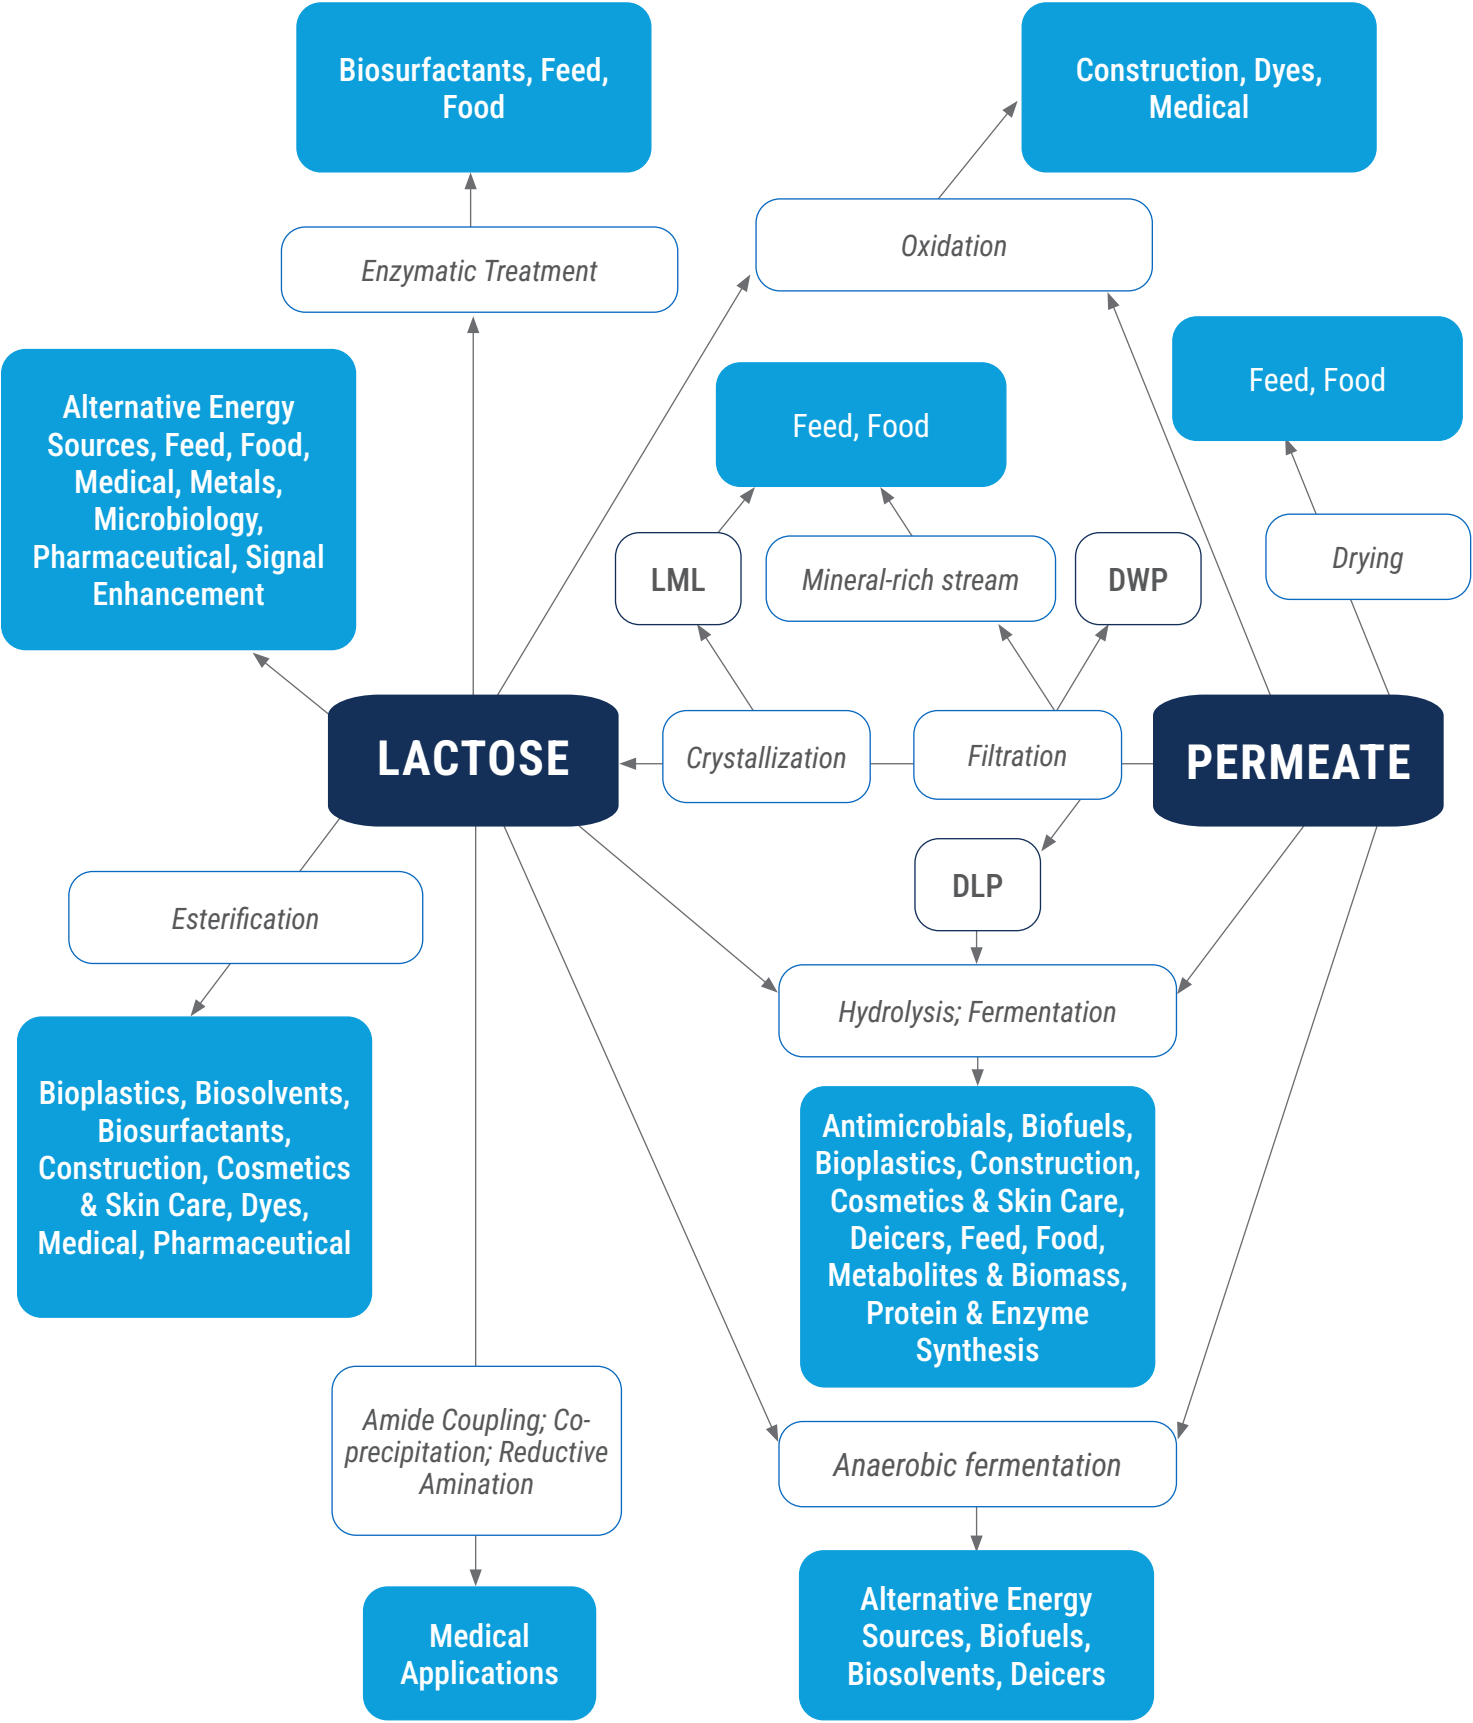 Biosurfactants, Feed,
Food
Construction, Dyes,
Medical
Enzymatic Treatment
Oxidation
Alternative Energy
Sources, Feed, Food,
Medical, Metals,
Microbiology,
Pharmaceutical, Signal
Enhancement
Feed, Food
Feed, Food
LML
Mineral-rich stream
DWP
Drying
LACTOSE
Crystallization
Filtration
PERMEATE
DLP
Esterification
Hydrolysis; Fermentation
Bioplastics, Biosolvents,
Biosurfactants,
Construction, Cosmetics
& Skin Care, Dyes,
Medical, Pharmaceutical
Antimicrobials, Biofuels,
Bioplastics, Construction,
Cosmetics & Skin Care,
Deicers, Feed, Food,
Metabolites & Biomass,
Protein & Enzyme
Synthesis
Amide Coupling; Co-
precipitation; Reductive
Amination
Anaerobic fermentation
Medical
Applications
Alternative Energy
Sources, Biofuels,
Biosolvents, Deicers